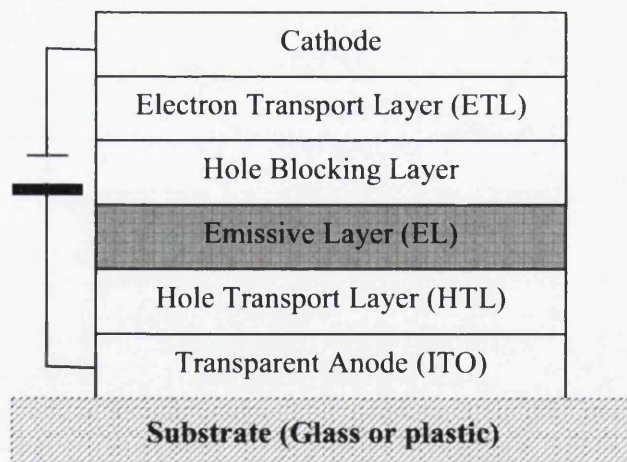 Cathode
Electron Transport Layer (ETL)
Hole Blocking Layer
Emissive Layer (EL)
Hole Transport Layer (HTL)
Transparent Anode (ITO)
Substrate (Glass or plastic)